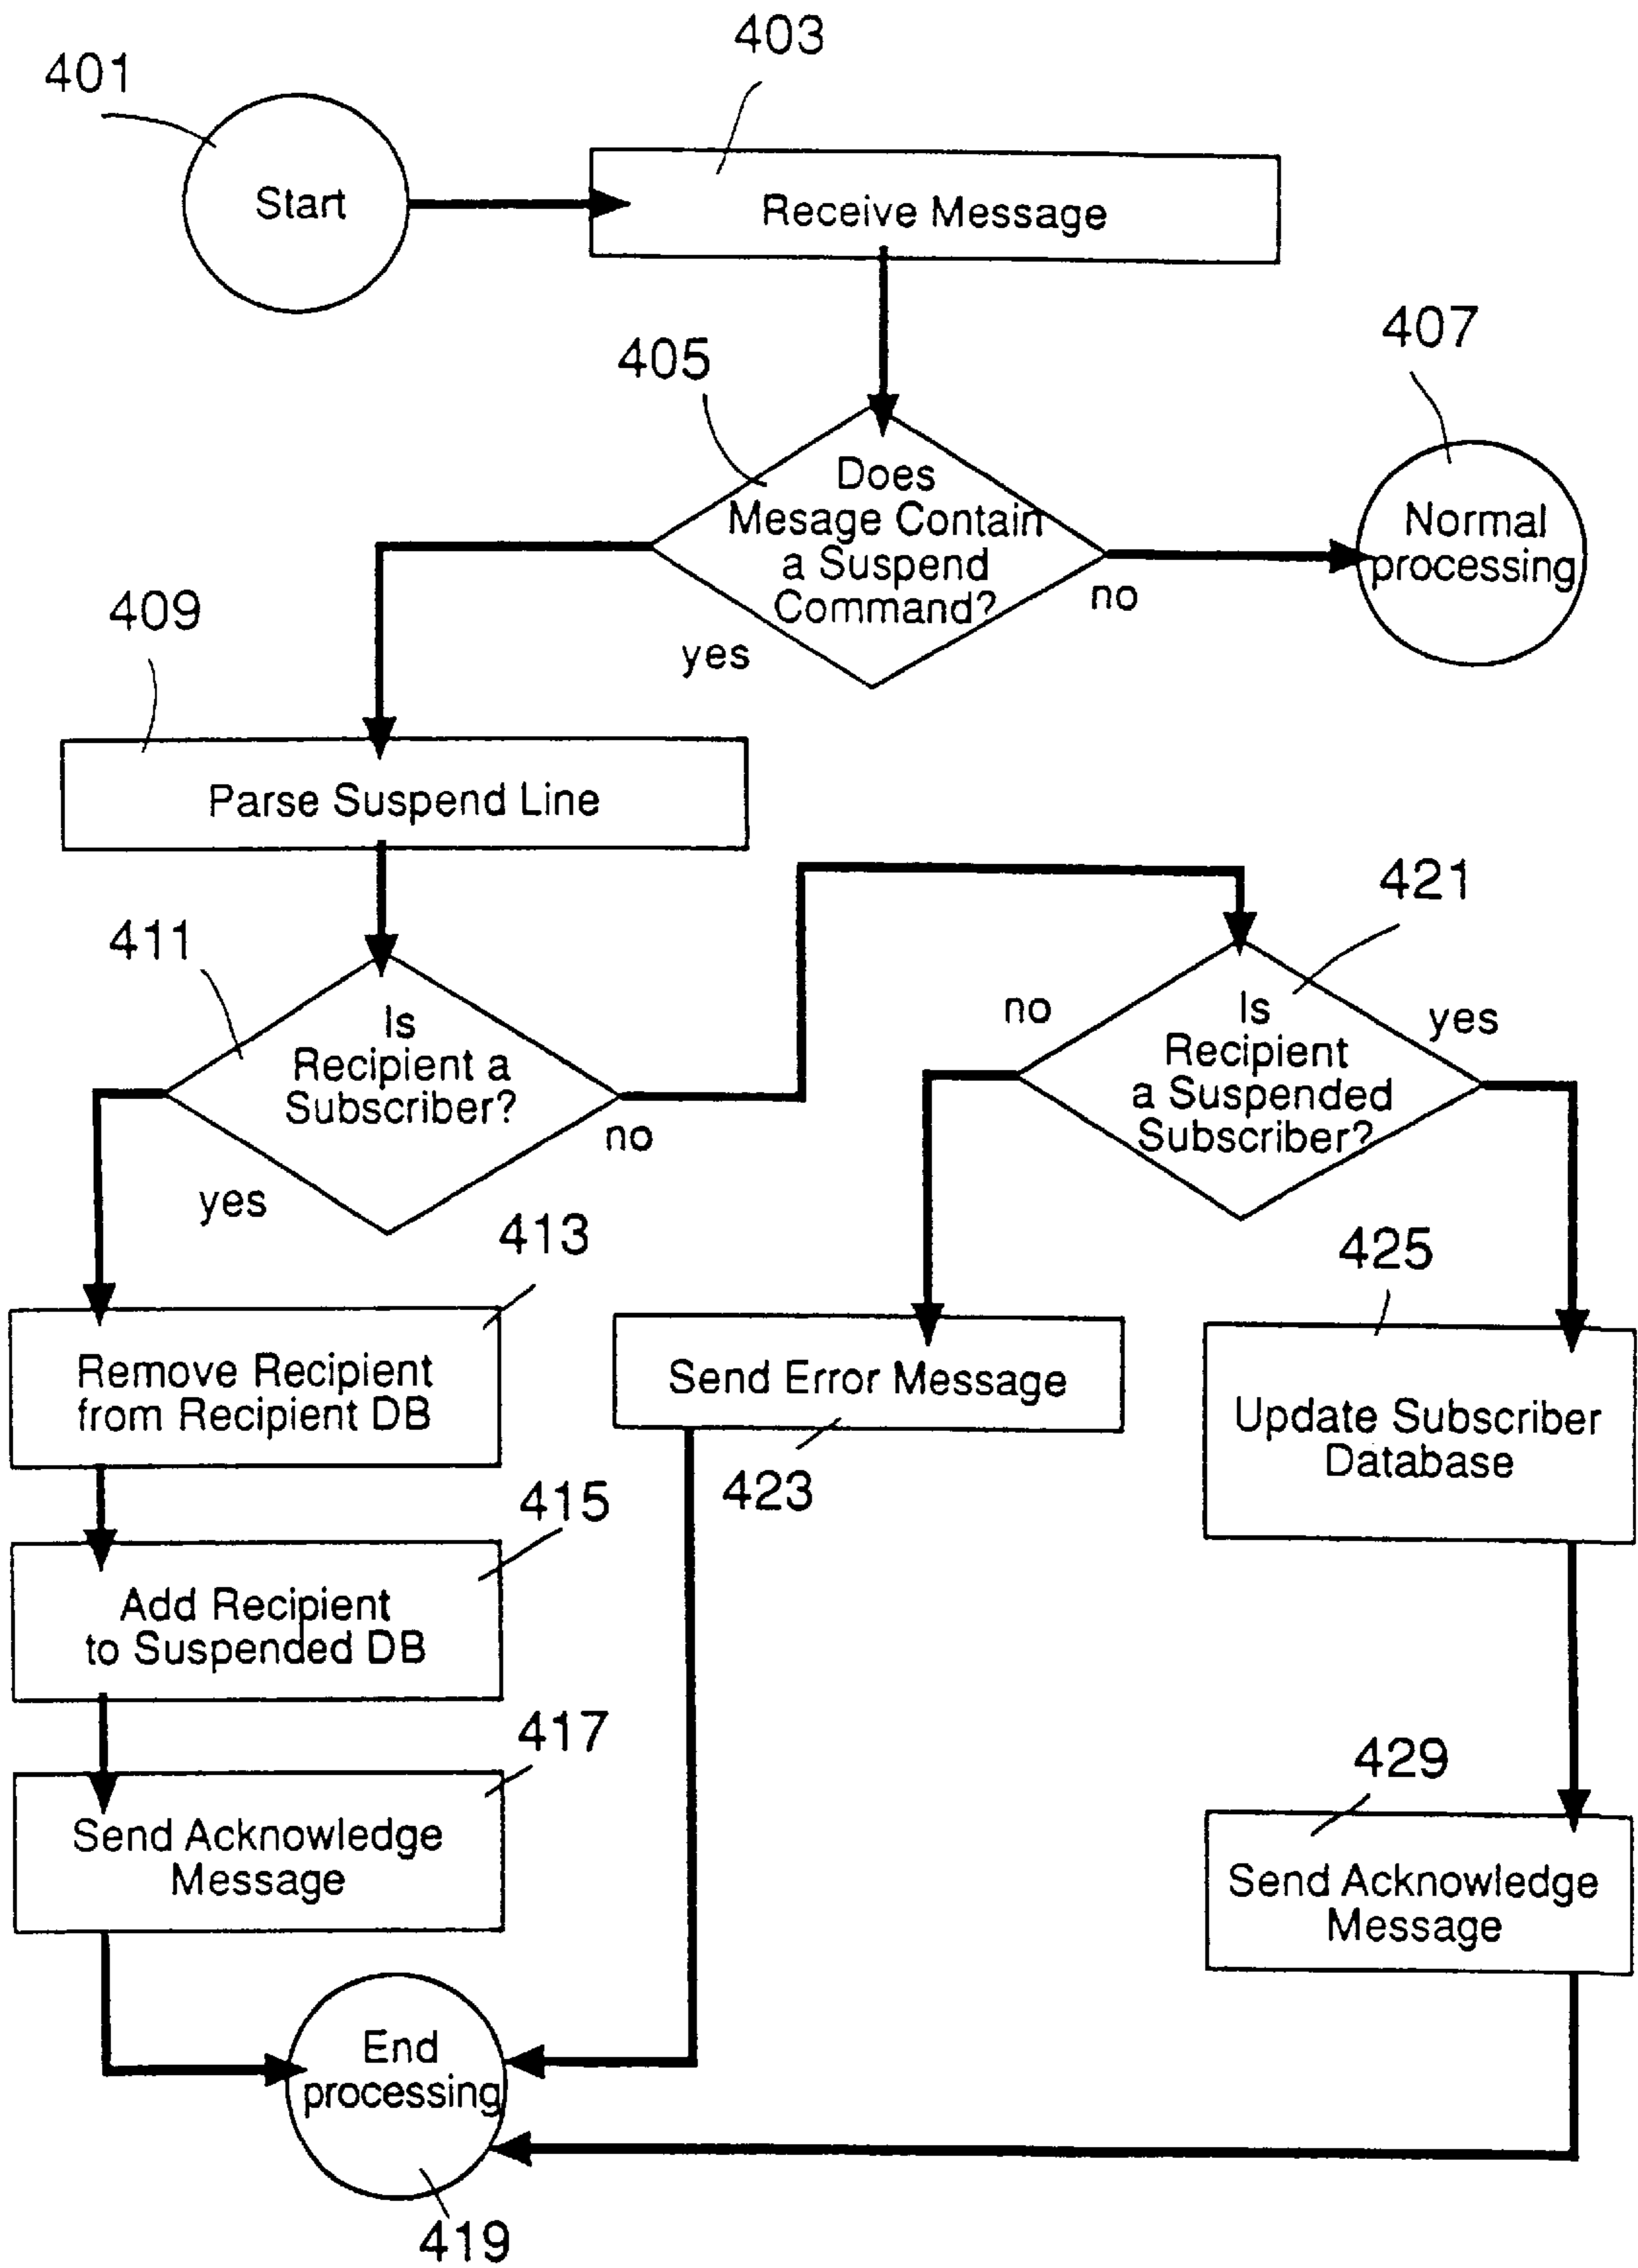 403
401
Start
Receive Message
407
405
Does
Mesage Contain
a Suspend
Command?
no
yes
Normal
processing
409
Parse Suspend Line
421
411
Is
Recipient a
Subscriber?
no
yes
no
Is
Recipient
a Suspended
Subscriber?
yes
413
Remove Recipient
from Recipient DB
Send Error Message
423
425
Update Subscriber
Database
415
Add Recipient
to Suspended DB
417
Send Acknowledge
Message
429
Send Acknowledge
Message
End
processing
419